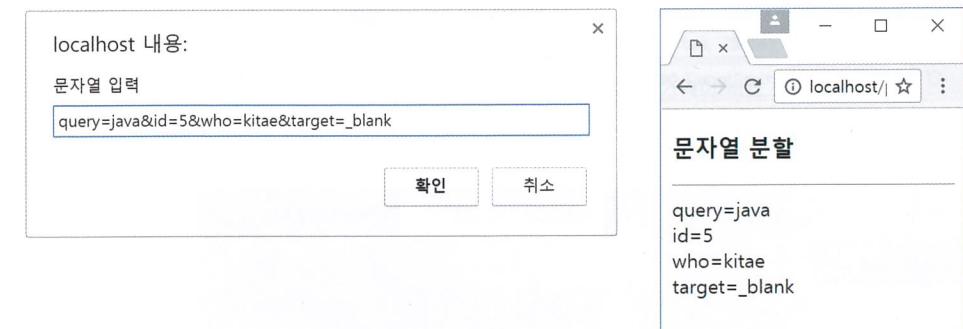 localhost 내용:
문자열 입력
query=java&id=5&who=kitae&target=_blank
확인 취소
localhost/
문자열 분할
query=java
id=5
who=kitae
target=_blank